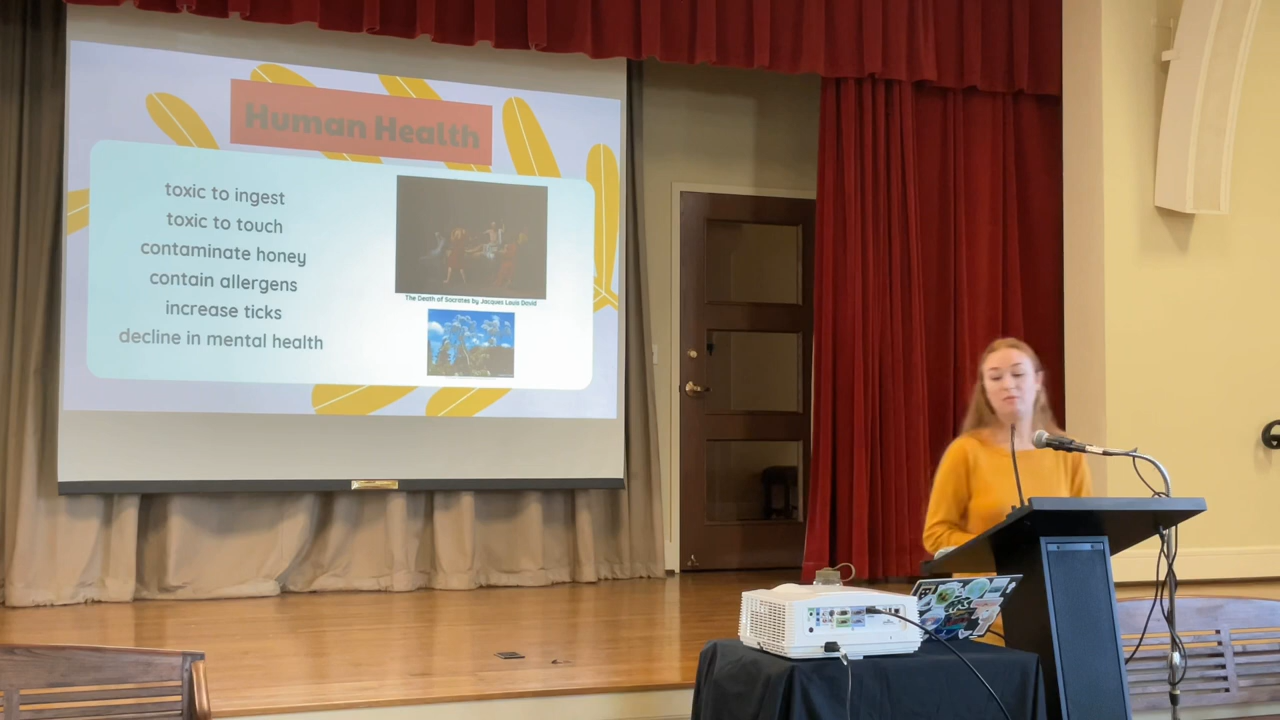 Human Health
toxic to ingest
toxic to touch
contaminate honey
contain allergens
increase ticks
decline in mental health
The Death of Socrates by Jacques Louis David